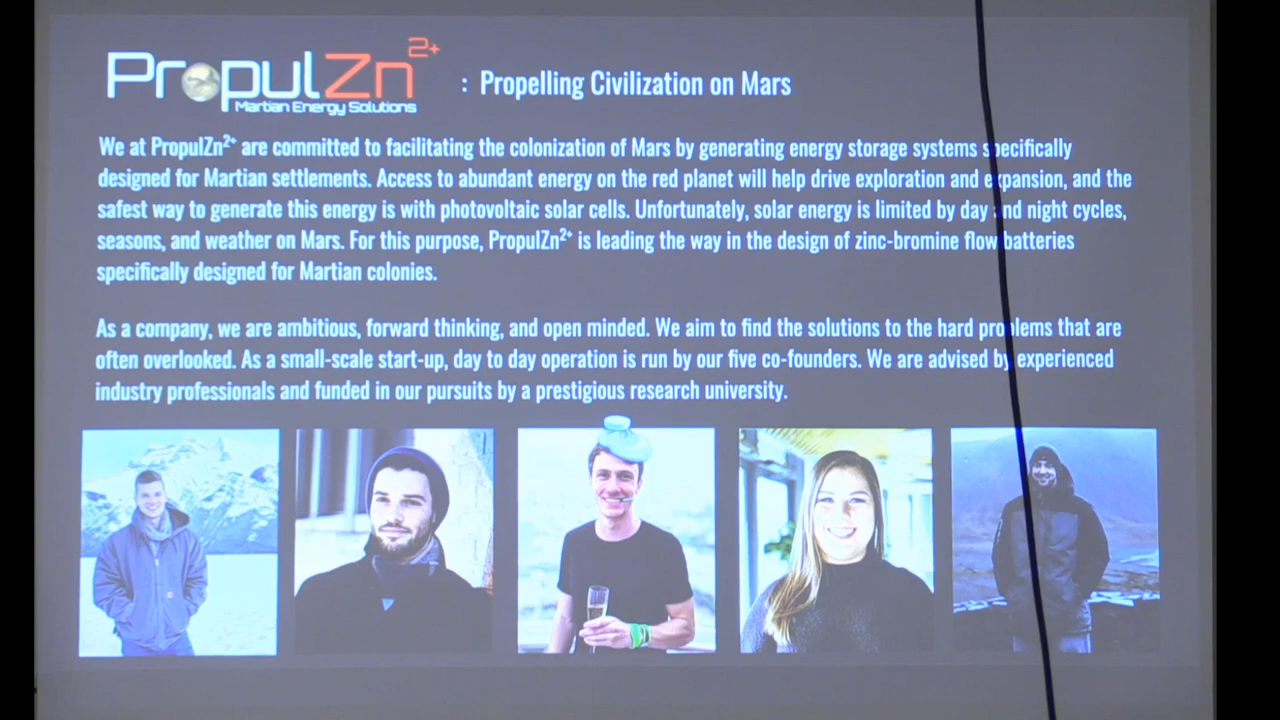 PropulZn2+
Martian Energy Solutions
: Propelling Civilization on Mars
We at PropulZn2+ are committed to facilitating the colonization of Mars by generating energy storage systems specifically
designed for Martian settlements. Access to abundant energy on the red planet will help drive exploration and expansion, and the
safest way to generate this energy is with photovoltaic solar cells. Unfortunately, solar energy is limited by day and night cycles,
seasons, and weather on Mars. For this purpose, PropulZn2+ is leading the way in the design of zinc-bromine flow batteries
specifically designed for Martian colonies.
As a company, we are ambitious, forward thinking, and open minded. We aim to find the solutions to the hard problems that are
often overlooked. As a small-scale start-up, day to day operation is run by our five co-founders. We are advised by experienced
industry professionals and funded in our pursuits by a prestigious research university.